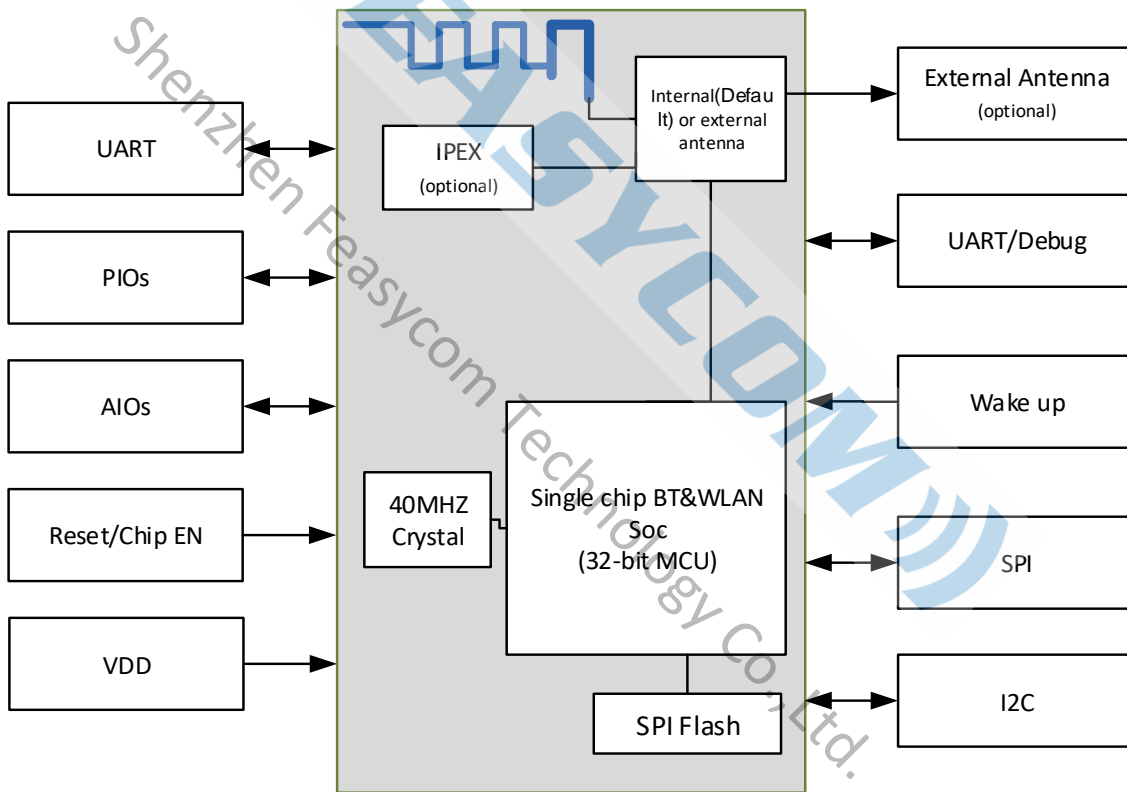 UART
PIOs
AIOs
Reset/Chip EN
VDD
IPEX
(optional)
Internal(Defau
lt) or external
antenna
40MHZ
Crystal
Single chip BT&WLAN
Soc
(32-bit MCU)
SPI Flash
External Antenna
(optional)
UART/Debug
Wake up
SPI
I2C
EASYCOM
Shenzhen Feasycom Technology Co.,Ltd.